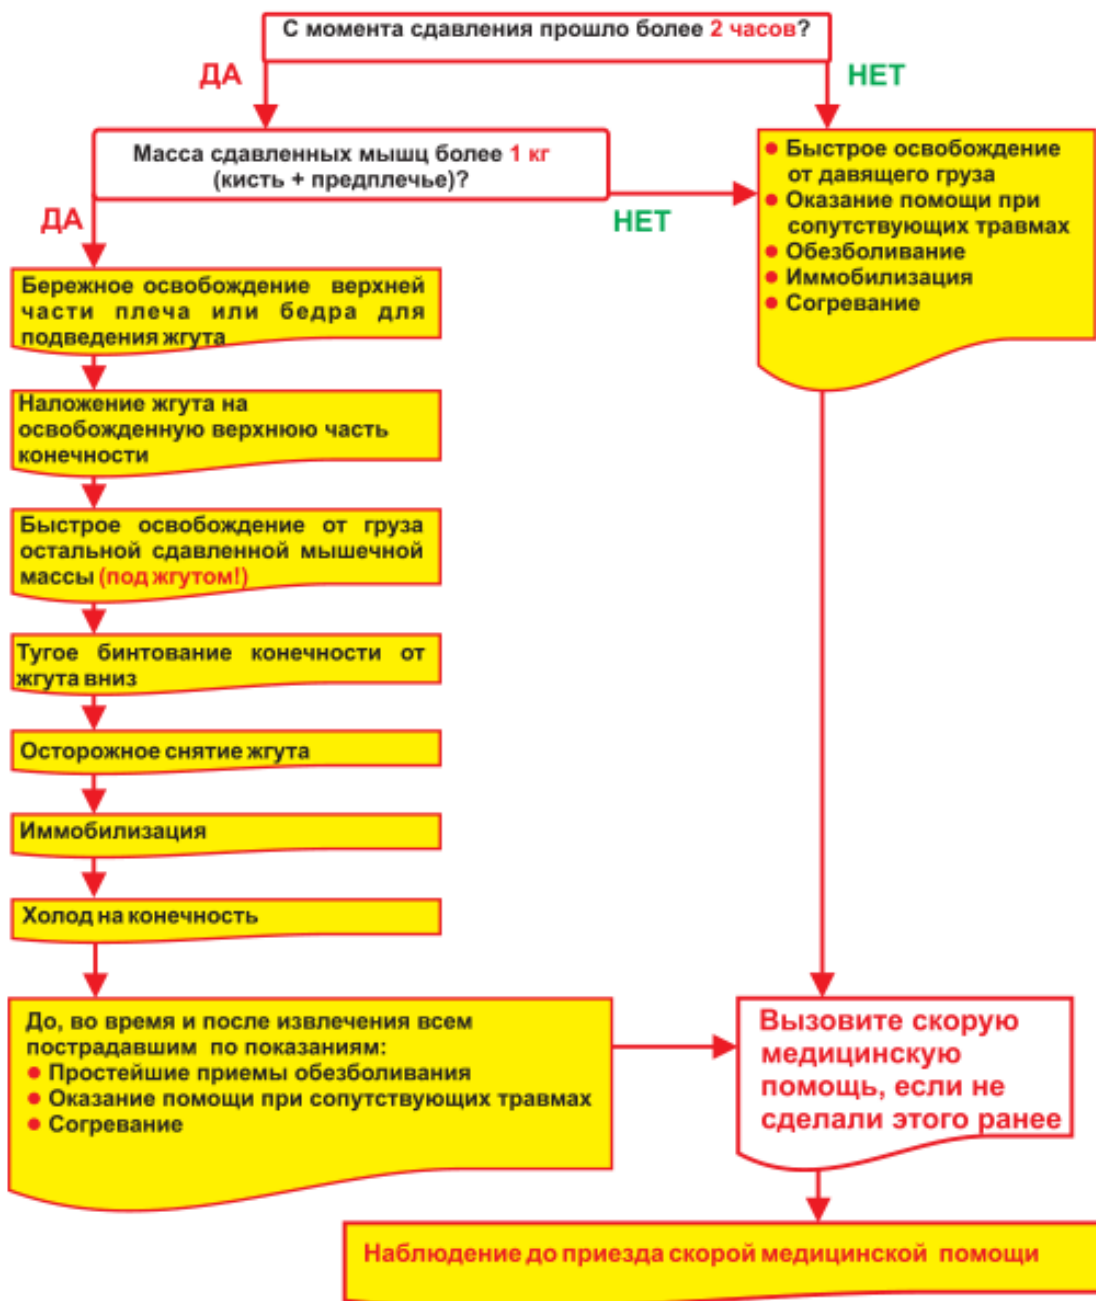 С момента сдавления прошло более 2 часов?
ДА
НЕТ
Масса сдавленных мышц более 1 кг
(кисть + предплечье)?
ДА
НЕТ
Быстрое освобождение
от давящего груза
Оказание помощи при
сопутствующих травмах
Обезболивание
Иммобилизация
Согревание
Бережное освобождение верхней
части плеча или бедра для
подведения жгута
Наложение жгута на
освобожденную верхнюю часть
конечности
Быстрое освобождение от груза
остальной сдавленной мышечной
массы (под жгутом!)
Тугое бинтование конечности от
жгута вниз
Осторожное снятие жгута
Иммобилизация
Холод на конечность
До, во время и после извлечения всем
пострадавшим по показаниям:
Простейшие приемы обезболивания
Оказание помощи при сопутствующих травмах
Согревание
Вызовите скорую
медицинскую
помощь, если не
сделали этого ранее
Наблюдение до приезда скорой медицинской помощи